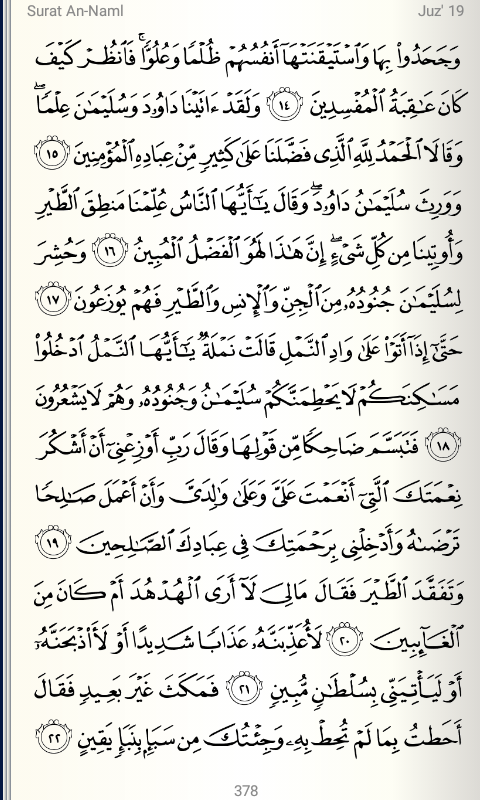 Surat An-Naml
Juz' 19
وَجَحَدُوا۟ بِهَا وَٱسْتَيْقَنَتْهَآ أَنفُسُهُمْ ظُلْمًا وَعُلُوًّا ۚ فَٱنظُرْ كَيْفَ
كَانَ عَـٰقِبَةُ ٱلْمُفْسِدِينَ ١٤ وَلَقَدْ ءَاتَيْنَا دَاوُۥدَ وَسُلَيْمَـٰنَ عِلْمًا ۖ
وَقَالَا ٱلْحَمْدُ لِلَّهِ ٱلَّذِى فَضَّلَنَا عَلَىٰ كَثِيرٍ مِّنْ عِبَادِهِ ٱلْمُؤْمِنِينَ ١٥
وَوَرِثَ سُلَيْمَـٰنُ دَاوُۥدَ ۖ وَقَالَ يَـٰٓأَيُّهَا ٱلنَّاسُ عُلِّمْنَا مَنطِقَ ٱلطَّيْرِ
وَأُوتِينَا مِن كُلِّ شَىْءٍ ۖ إِنَّ هَـٰذَا لَهُوَ ٱلْفَضْلُ ٱلْمُبِينُ ١٦ وَحُشِرَ
لِسُلَيْمَـٰنَ جُنُودُهُۥ مِنَ ٱلْجِنِّ وَٱلْإِنسِ وَٱلطَّيْرِ فَهُمْ يُوزَعُونَ ١٧
حَتَّىٰٓ إِذَآ أَتَوْا۟ عَلَىٰ وَادِ ٱلنَّمْلِ قَالَتْ نَمْلَةٌ يَـٰٓأَيُّهَا ٱلنَّمْلُ ٱدْخُلُوا۟
مَسَـٰكِنَكُمْ لَا يَحْطِمَنَّكُمْ سُلَيْمَـٰنُ وَجُنُودُهُۥ وَهُمْ لَا يَشْعُرُونَ
١٨ فَتَبَسَّمَ ضَاحِكًا مِّن قَوْلِهَا وَقَالَ رَبِّ أَوْزِعْنِىٓ أَنْ أَشْكُرَ
نِعْمَتَكَ ٱلَّتِىٓ أَنْعَمْتَ عَلَىَّ وَعَلَىٰ وَٰلِدَىَّ وَأَنْ أَعْمَلَ صَـٰلِحًا
تَرْضَىٰهُ وَأَدْخِلْنِى بِرَحْمَتِكَ فِى عِبَادِكَ ٱلصَّـٰلِحِينَ ١٩
وَتَفَقَّدَ ٱلطَّيْرَ فَقَالَ مَالِىَ لَآ أَرَى ٱلْهُدْهُدَ أَمْ كَانَ مِنَ
ٱلْغَآئِبِينَ ٢٠ لَأُعَذِّبَنَّهُۥ عَذَابًا شَدِيدًا أَوْ لَأَا۟ذْبَحَنَّهُۥٓ
أَوْ لَيَأْتِيَنِّى بِسُلْطَـٰنٍ مُّبِينٍ ٢١ فَمَكَثَ غَيْرَ بَعِيدٍ فَقَالَ
أَحَطتُ بِمَا لَمْ تُحِطْ بِهِۦ وَجِئْتُكَ مِن سَبَإٍۭ بِنَبَإٍ يَقِينٍ ٢٢
378